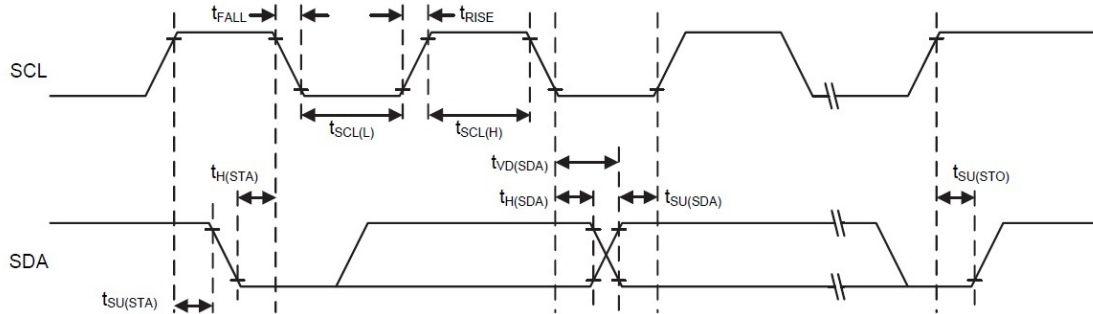 tFALL
tRISE
SCL
tSCL(L)
tSCL(H)
tVD(SDA)
tH(STA)
tSU(STO)
tH(SDA)
tSU(SDA)
SDA
tSU(STA)